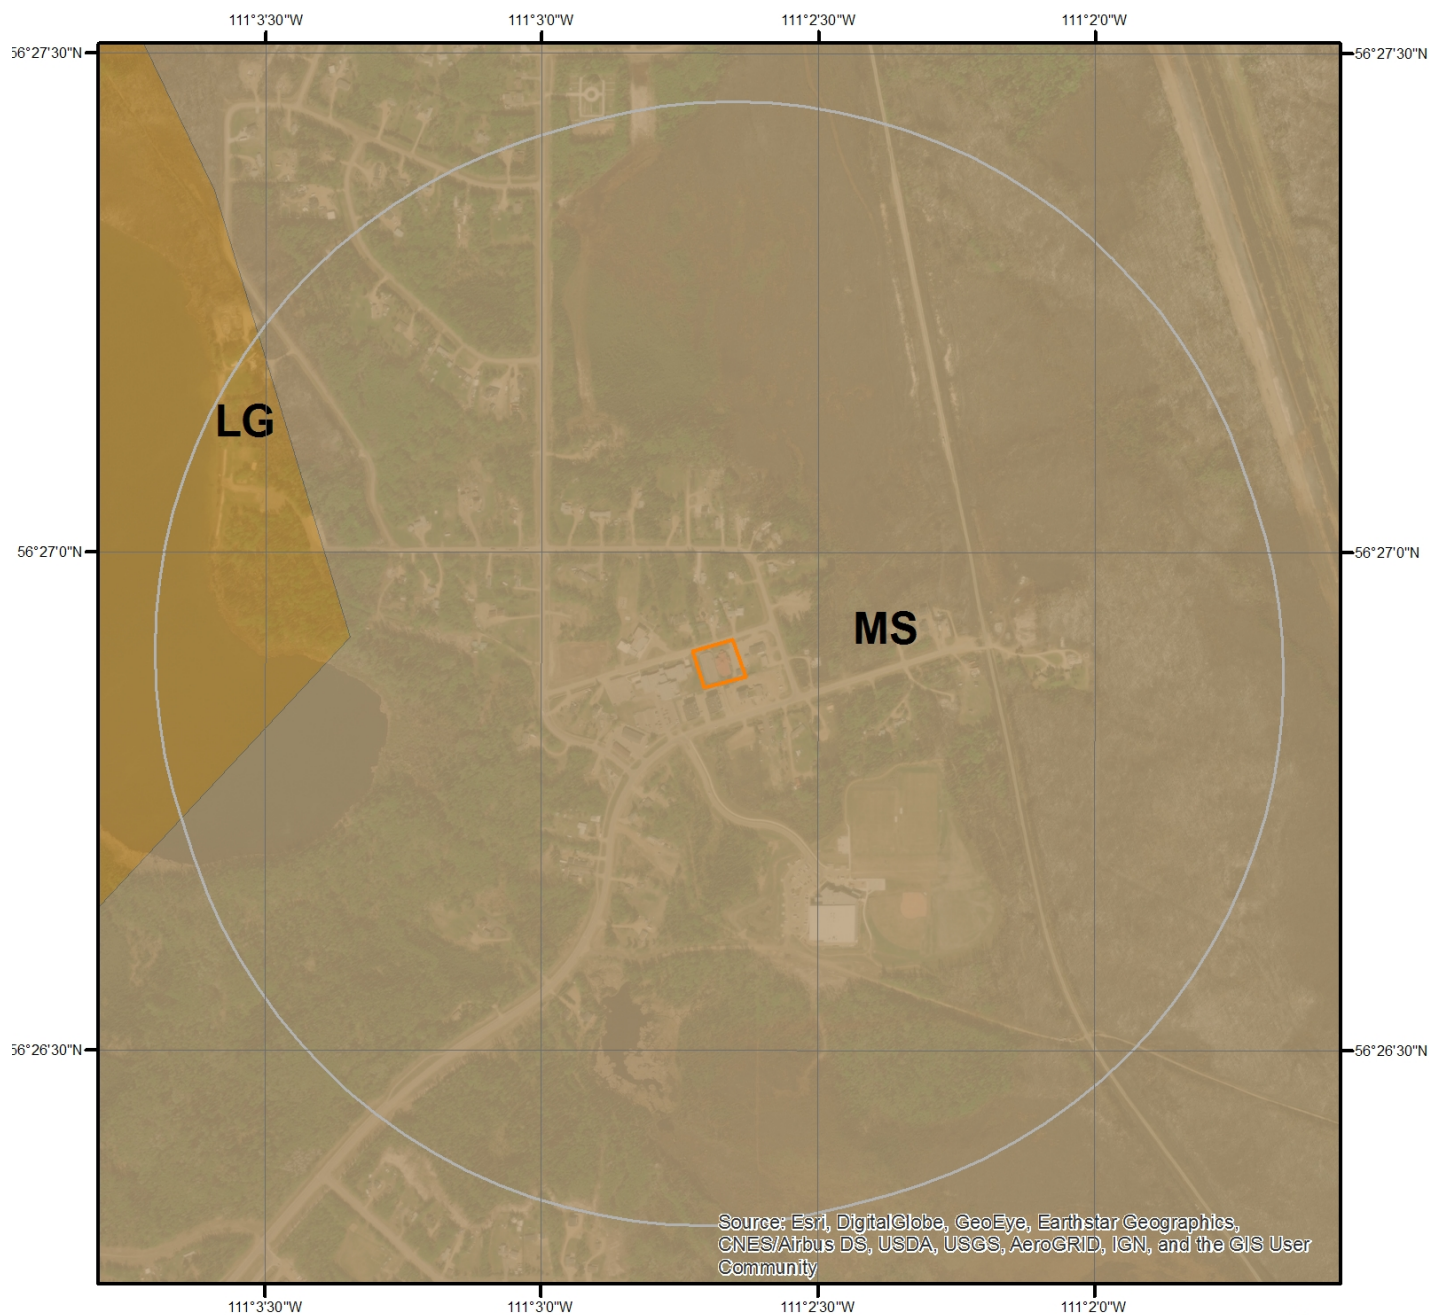 111°3'30"W 111°3'0"W 111°2'30"W 111°2'0"W
56°27'30"N 56°27'30"N
LG
56°27'0"N 56°27'0"N
MS
56°26'30"N 56°26'30"N
Source: Esri, DigitalGlobe, GeoEye, Earthstar Geographics,
CNES/Airbus DS, USDA, USGS, AeroGRID, IGN, and the GIS User
Community
111°3'30"W 111°3'0"W 111°2'30"W 111°2'0"W